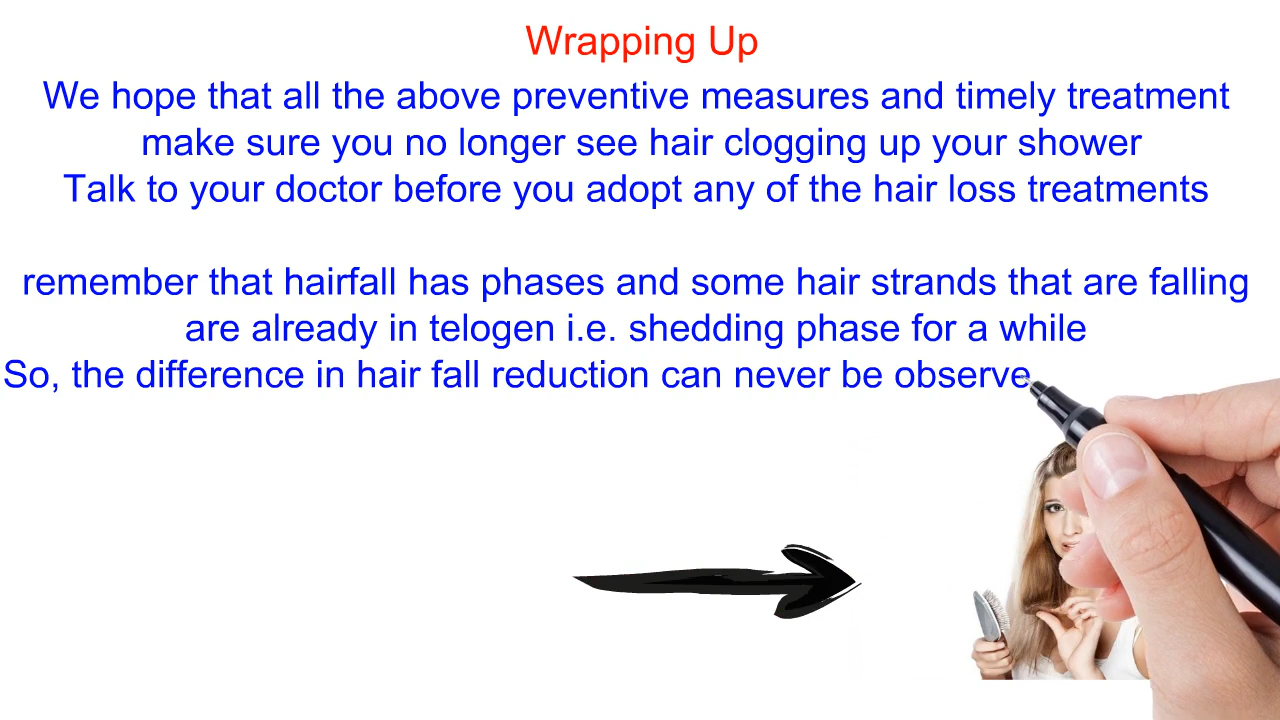 Wrapping Up
We hope that all the above preventive measures and timely treatment
make sure you no longer see hair clogging up your shower
Talk to your doctor before you adopt any of the hair loss treatments
remember that hairfall has phases and some hair strands that are falling
are already in telogen i.e. shedding phase for a while
So, the difference in hair fall reduction can never be observe